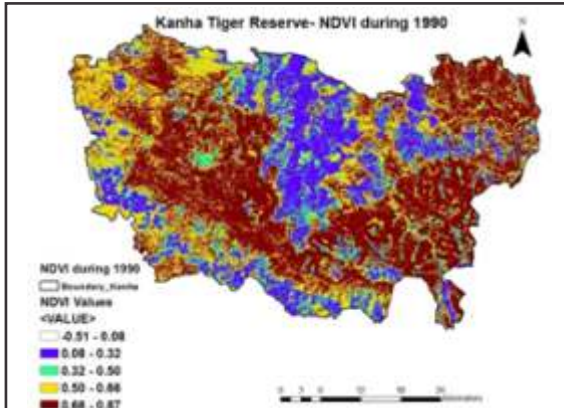 Kanha Tiger Reserve- NDVI during 1990
N
NDVI during 1990
Boundary_Kanha
NDVI Values
<VALUE>
-0.51 - 0.08
0.08 - 0.32
0.32 - 0.50
0.50 - 0.66
0.66 - 0.87